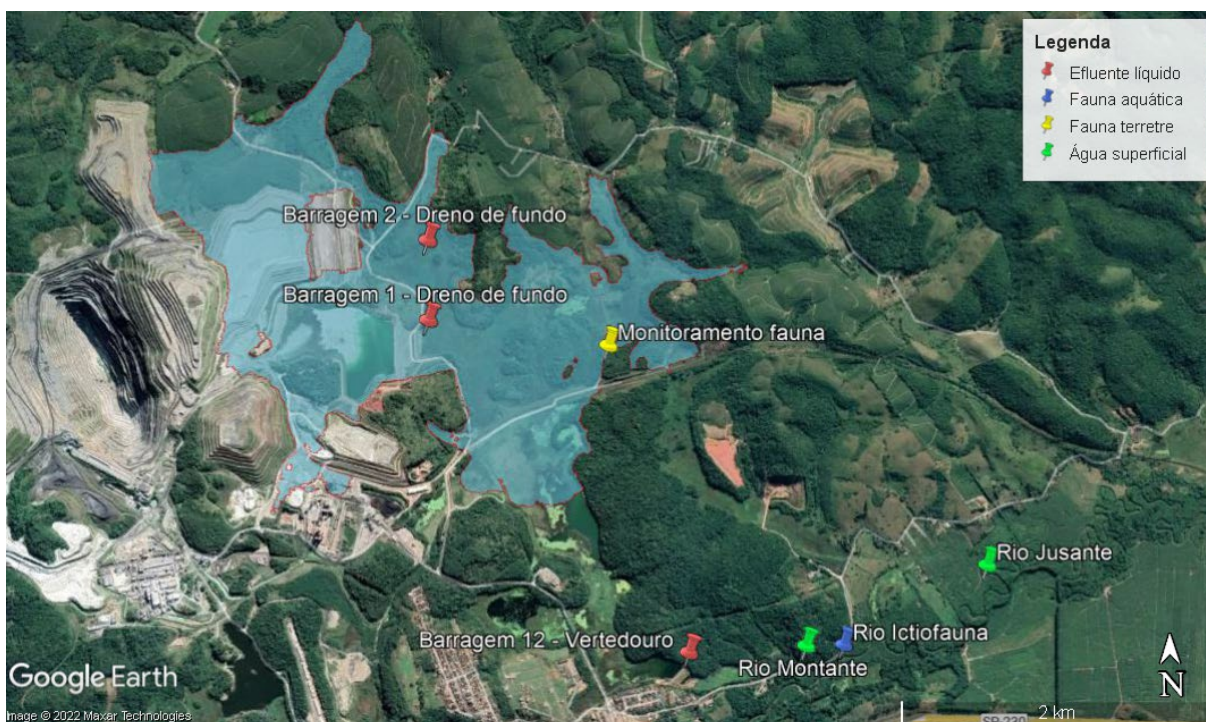 Legenda
Efluente líquido
Fauna aquática
Fauna terretre
Água superficial
Barragem 2 - Dreno de fundo
Barragem 1 - Dreno de fundo
Monitoramento fauna
Rio Jusante
Barragem 12 - Vertedouro
Rio Ictiofauna
Rio Montante
Google Earth
N
Image © 2022 Maxar Technologies
2 km
SP-230